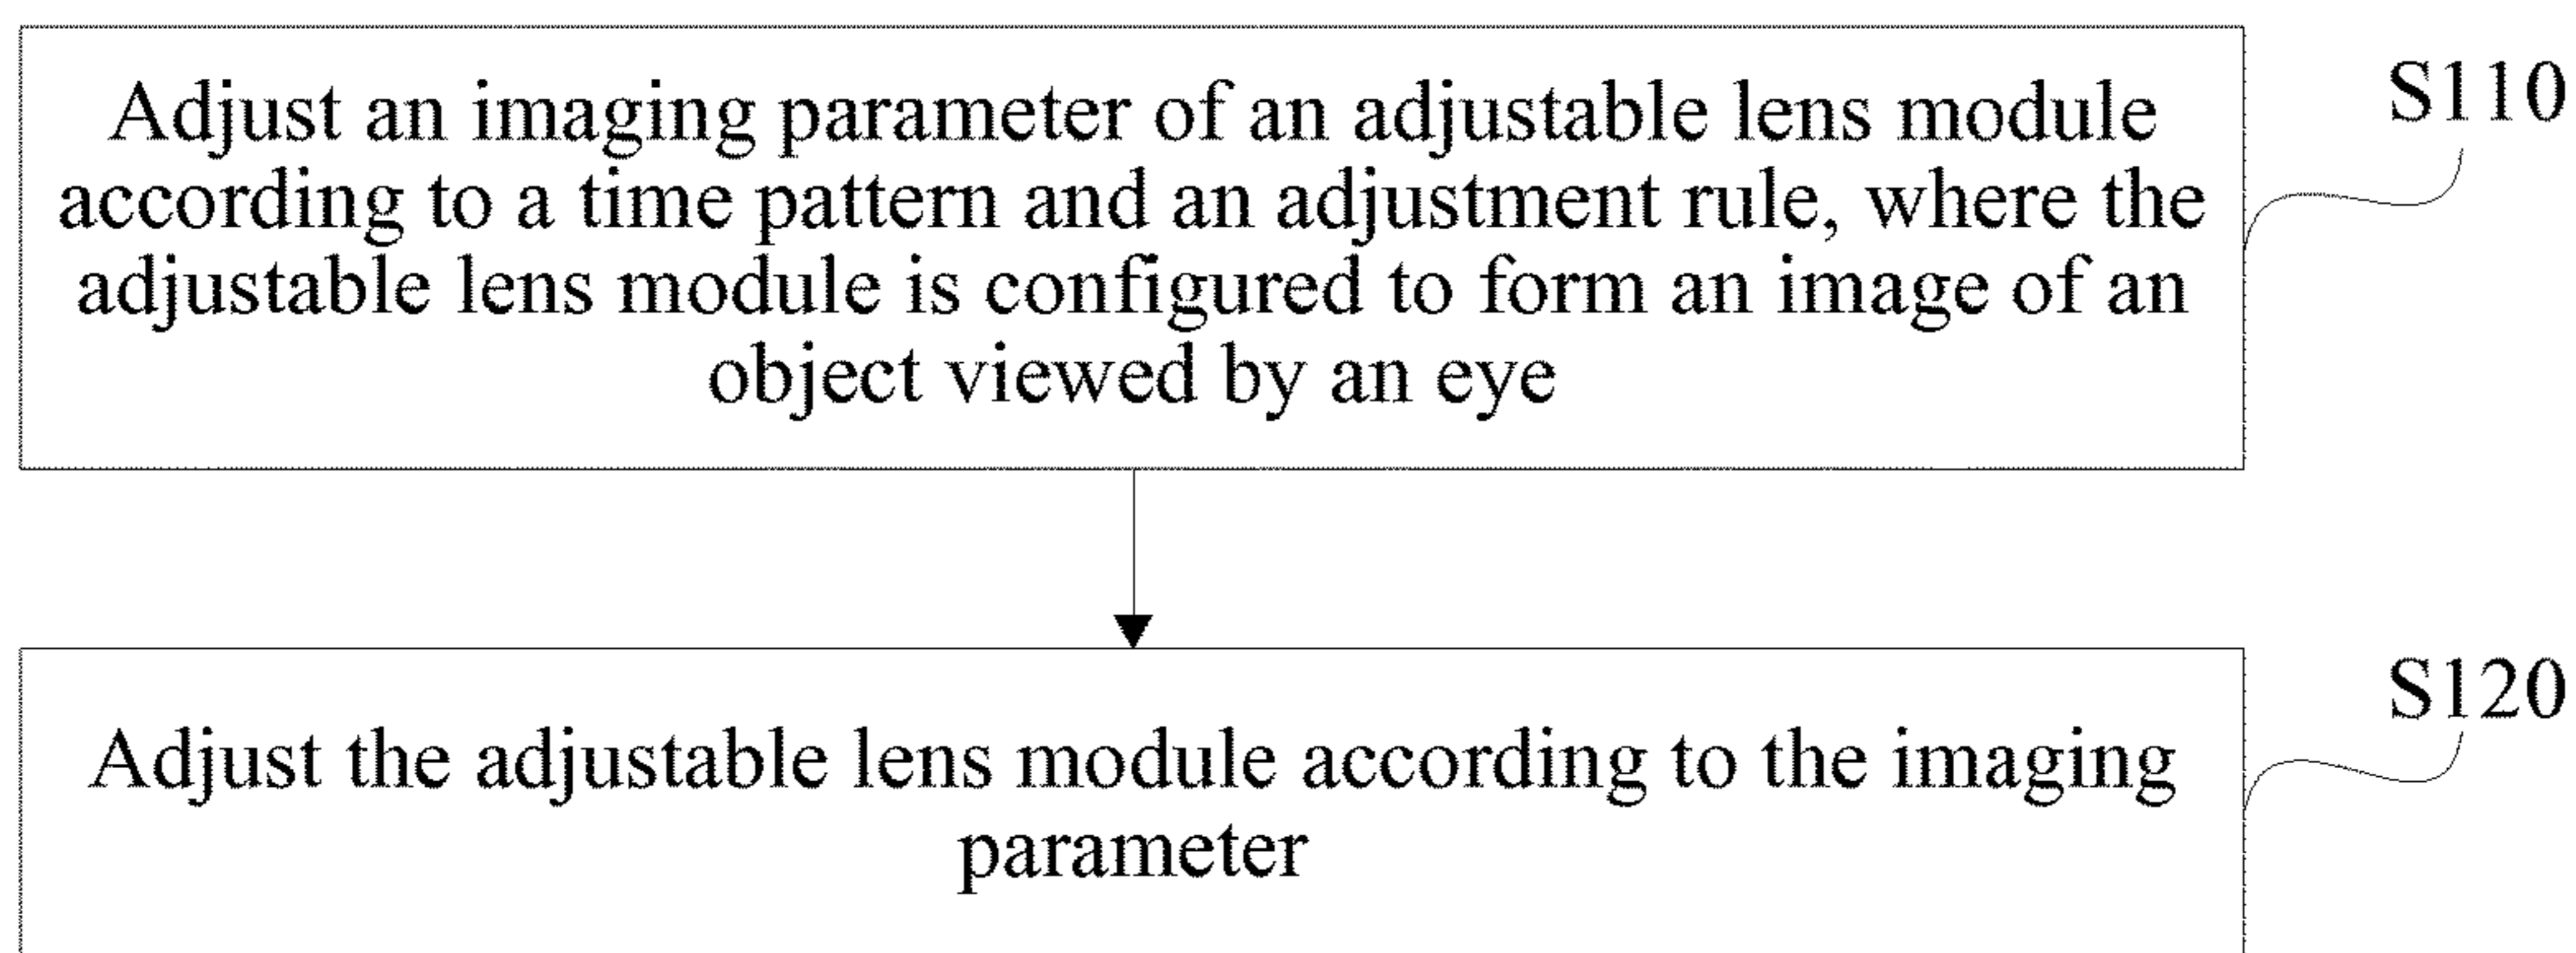 Adjust an imaging parameter of an adjustable lens module
according to a time pattern and an adjustment rule, where the
adjustable lens module is configured to form an image of an
object viewed by an eye
S110
Adjust the adjustable lens module according to the imaging
parameter
S120